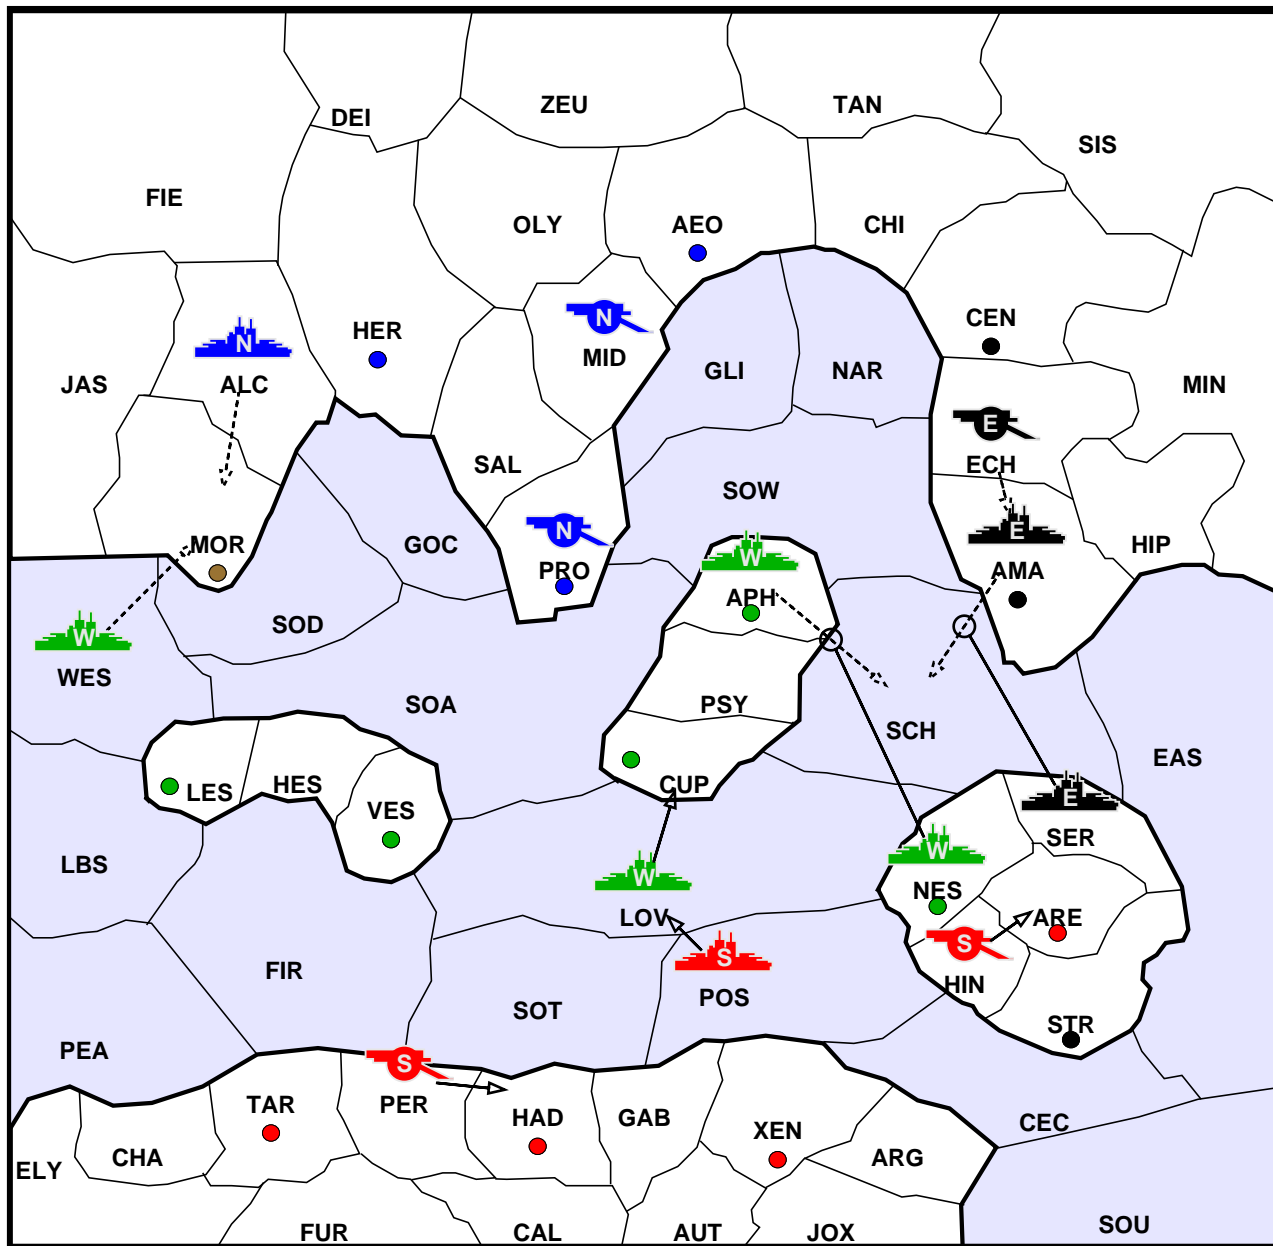 DEI
ZEU
TAN
SIS
FIE
OLY
AEO
CHI
N
HER
N
CEN
JAS
ALC
MID
GLI
NAR
MIN
E
SAL
ECH
SOW
MOR
GOC
N
PRO
W
E
HIP
AMA
APH
SOD
W
WES
SOA
PSY
SCH
EAS
LES
HES
VES
CUP
E
SER
LBS
W
W
NES
LOV
ARE
S
S
FIR
POS
HIN
SOT
STR
PEA
S
PER
TAR
HAD
GAB
XEN
CEC
ELY
CHA
ARG
FUR
CAL
AUT
JOX
SOU